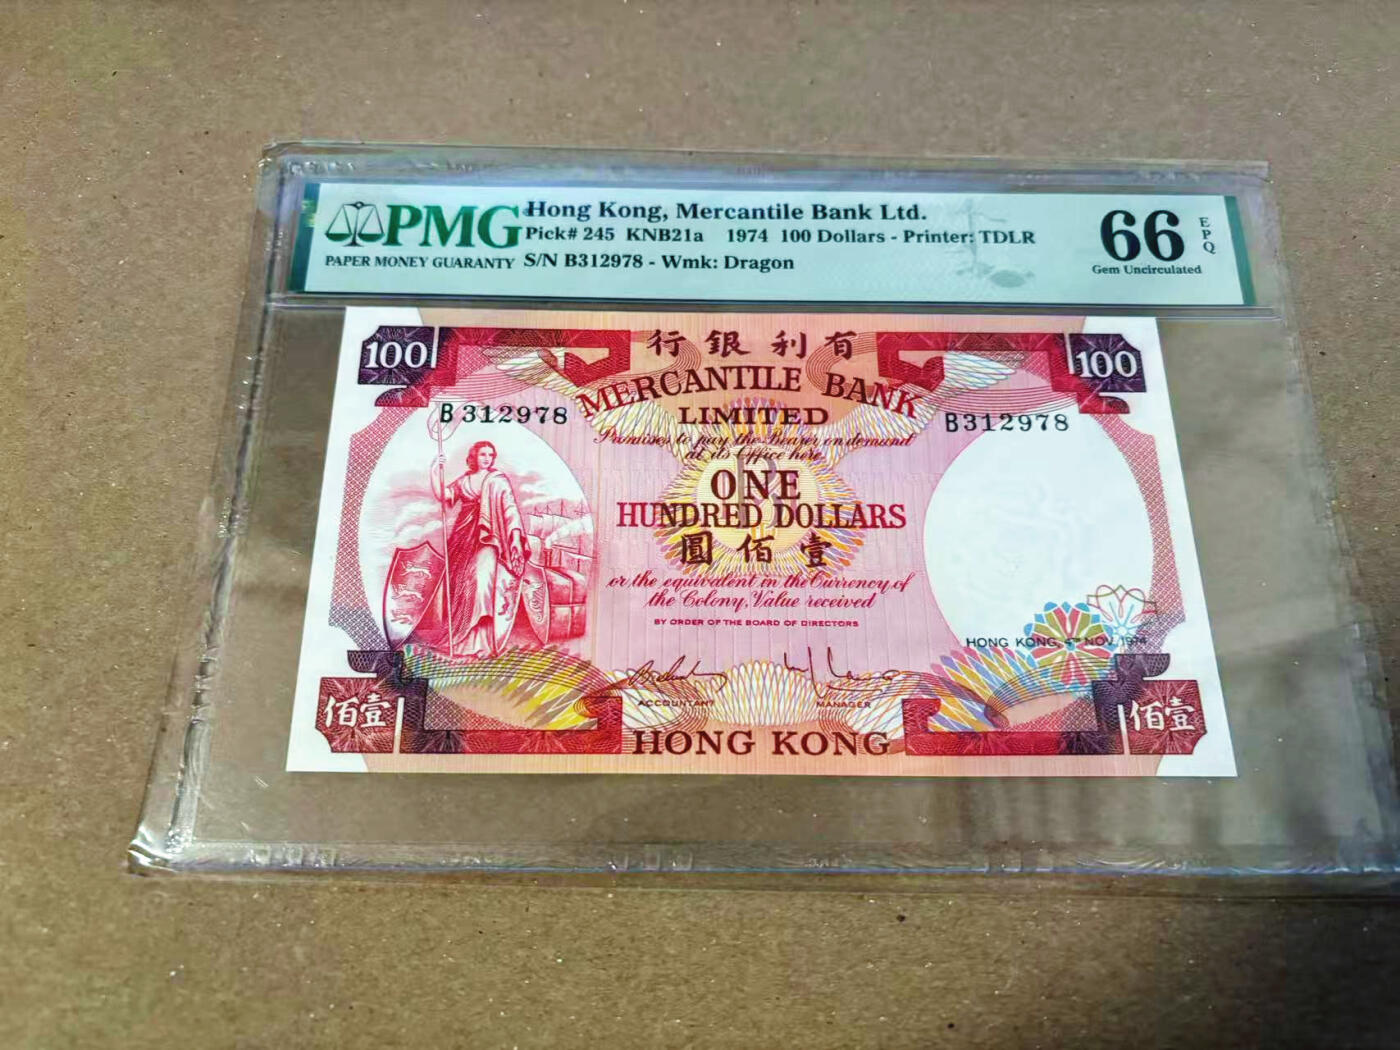 PMG
PAPER MONEY GUARANTY
Hong Kong, Mercantile Bank Ltd.
Pick# 245 KNB21a 1974 100 Dollars - Printer: TDLR
S/N B312978 - Wmk: Dragon
66 EPQ
Gem Uncirculated
行銀利有
100
100
MERCANTILE BANK
LIMITED
B312978
B312978
Promises to pay the Bearer on demand
at its Office here
ONE
HUNDRED DOLLARS
圓佰壹
or the equivalent in the Currency of
the Colony, Value received
BY ORDER OF THE BOARD OF DIRECTORS
HONG KONG, 4TH NOV. 1974
ACCOUNTANT
MANAGER
佰壹
佰壹
HONG KONG